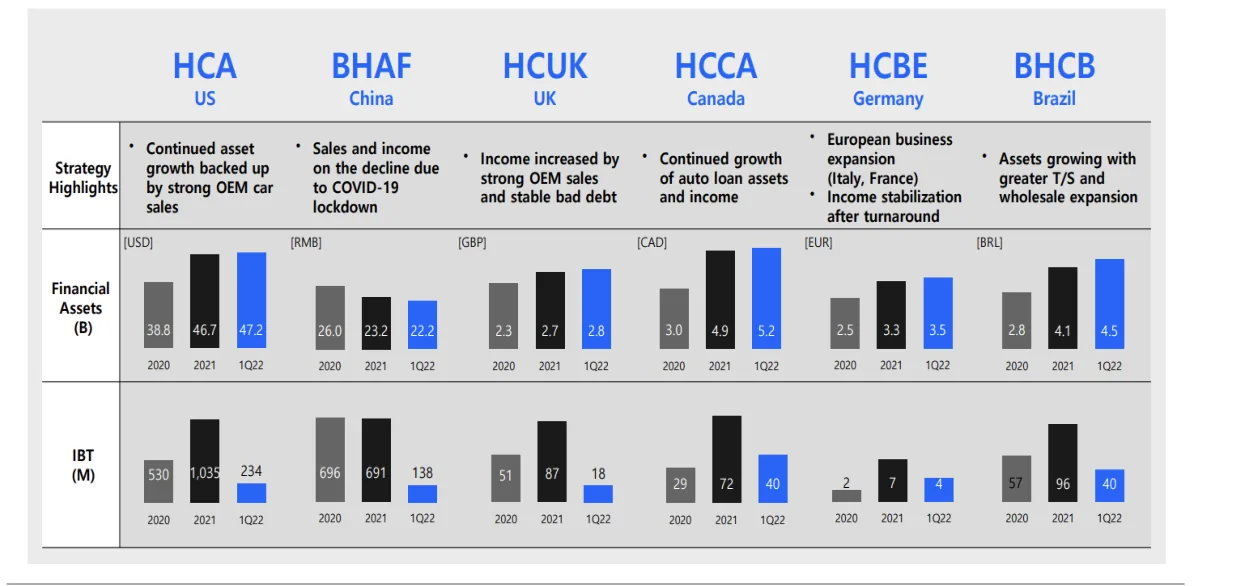 HCA
US
BHAF
China
HCUK
UK
HCCA
Canada
HCBE
Germany
BHCB
Brazil
Strategy
Highlights
• Continued asset
growth backed up
by strong OEM car
sales
• Sales and income
on the decline due
to COVID-19
lockdown
• Income increased by
strong OEM sales
and stable bad debt
• Continued growth
of auto loan assets
and income
• European business
expansion
(Italy, France)
• Income stabilization
after turnaround
• Assets growing with
greater T/S and
wholesale expansion
Financial
Assets
(B)
[USD]
38.8 46.7 47.2
2020 2021 1Q22
[RMB]
26.0 23.2 22.2
2020 2021 1Q22
[GBP]
2.3 2.7 2.8
2020 2021 1Q22
[CAD]
3.0 4.9 5.2
2020 2021 1Q22
[EUR]
2.5 3.3 3.5
2020 2021 1Q22
[BRL]
2.8 4.1 4.5
2020 2021 1Q22
IBT
(M)
530 1,035 234
2020 2021 1Q22
696 691 138
2020 2021 1Q22
51 87 18
2020 2021 1Q22
29 72 40
2020 2021 1Q22
2 7 4
2020 2021 1Q22
57 96 40
2020 2021 1Q22